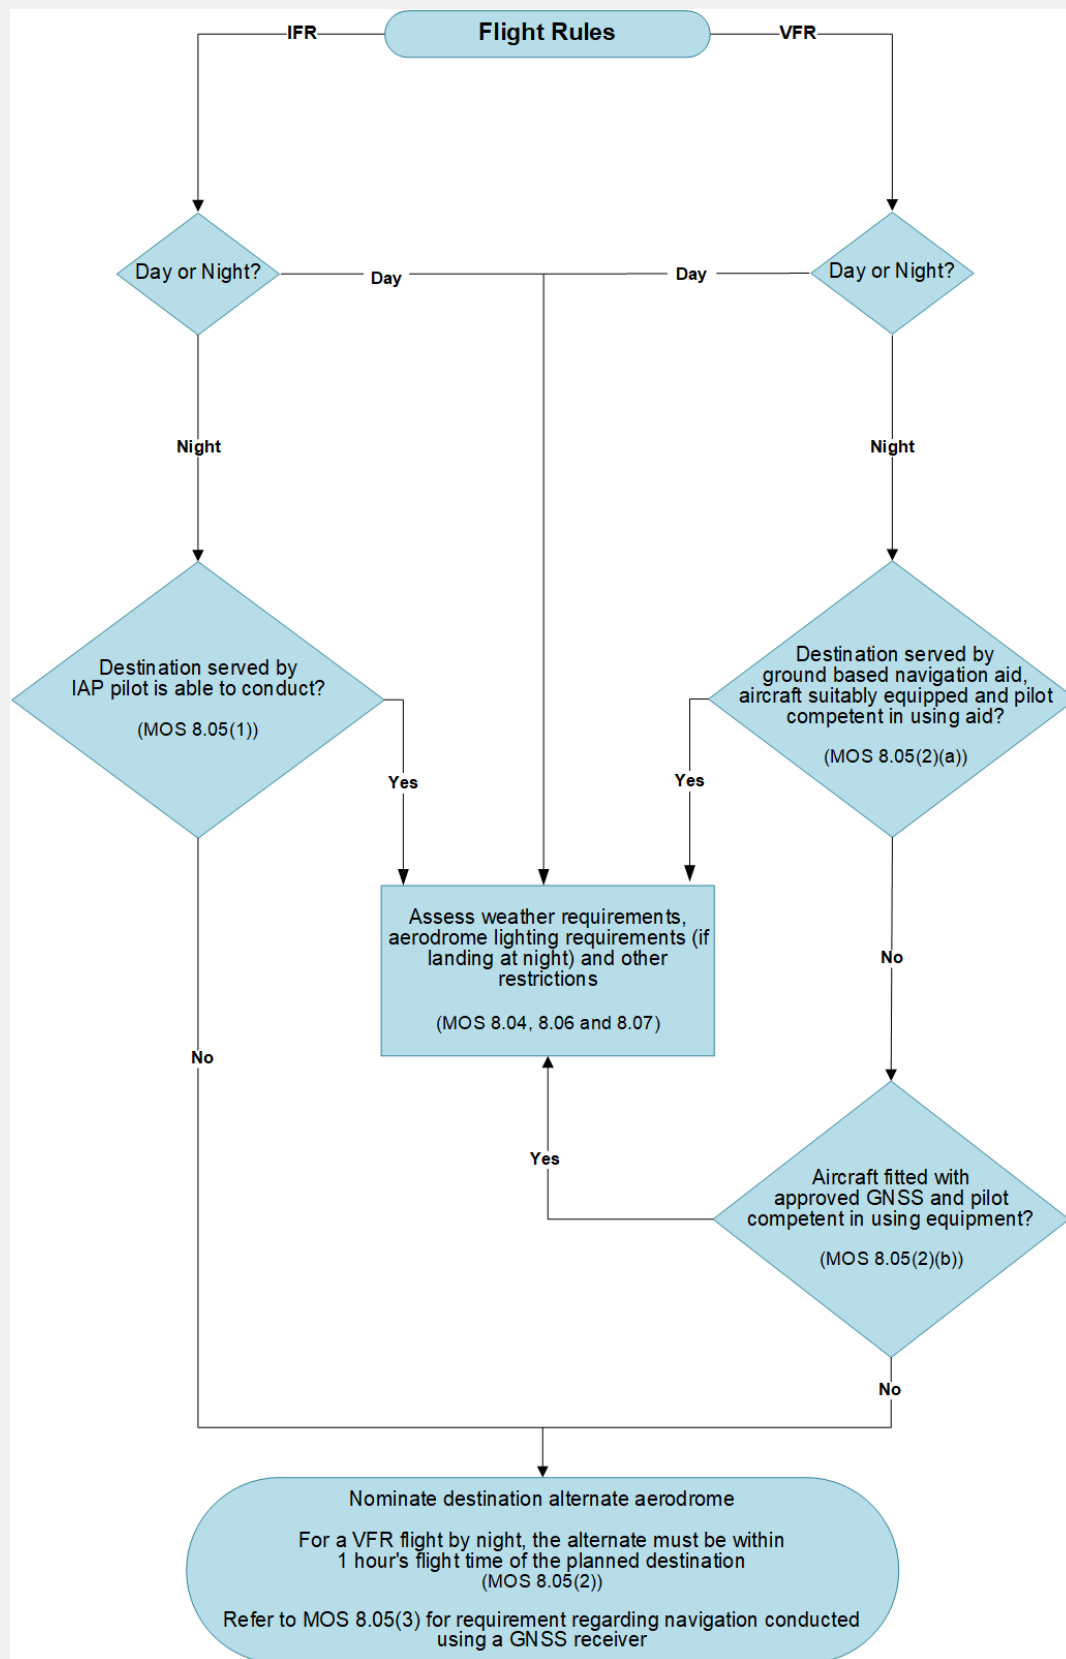 Flight Rules
IFR
VFR
Day or Night?
Day
Day
Day or Night?
Night
Night
Destination served by
IAP pilot is able to conduct?
(MOS 8.05(1))
Destination served by
ground based navigation aid,
aircraft suitably equipped and pilot
competent in using aid?
(MOS 8.05(2)(a))
Yes
Yes
Assess weather requirements,
aerodrome lighting requirements (if
landing at night) and other
restrictions
(MOS 8.04, 8.06 and 8.07)
No
No
Yes
Aircraft fitted with
approved GNSS and pilot
competent in using equipment?
(MOS 8.05(2)(b))
No
Nominate destination alternate aerodrome
For a VFR flight by night, the alternate must be within
1 hour's flight time of the planned destination
(MOS 8.05(2))
Refer to MOS 8.05(3) for requirement regarding navigation conducted
using a GNSS receiver